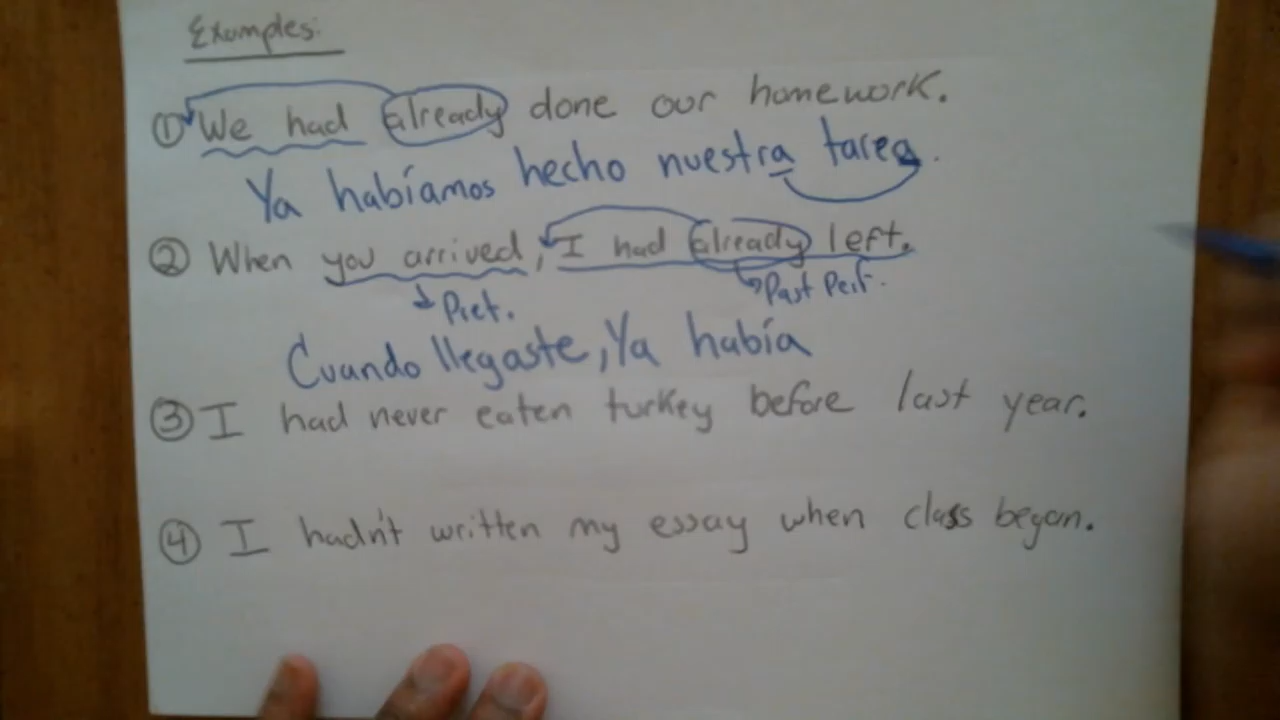 Examples:
① We had already done our homework.
Ya habíamos hecho nuestra tarea.
② When you arrived, I had already left.
Pret.
Past Perf.
Cuando llegaste, Ya había
③ I had never eaten turkey before last year.
④ I hadn't written my essay when class began.